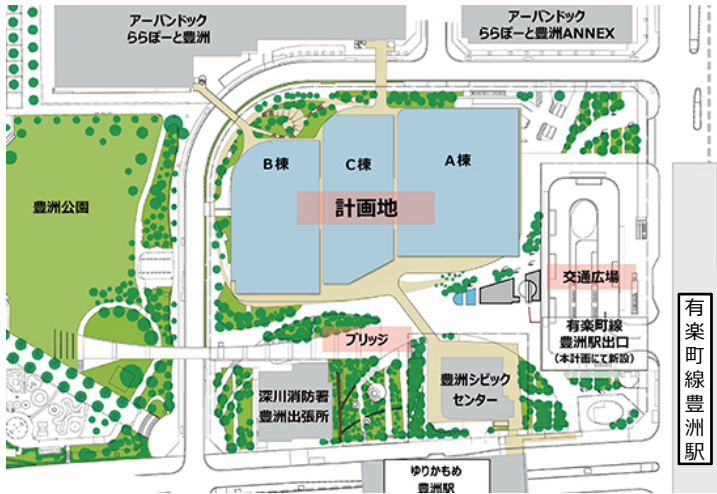 アーバンドック
ららぽーと豊洲
アーバンドック
ららぽーと豊洲ANNEX
B棟
C棟
A棟
計画地
豊洲公園
交通広場
有楽町線
豊洲駅出口
（本計画にて新設）
ブリッジ
深川消防署
豊洲出張所
豊洲シビック
センター
有楽町線豊洲駅
ゆりかもめ
豊洲駅